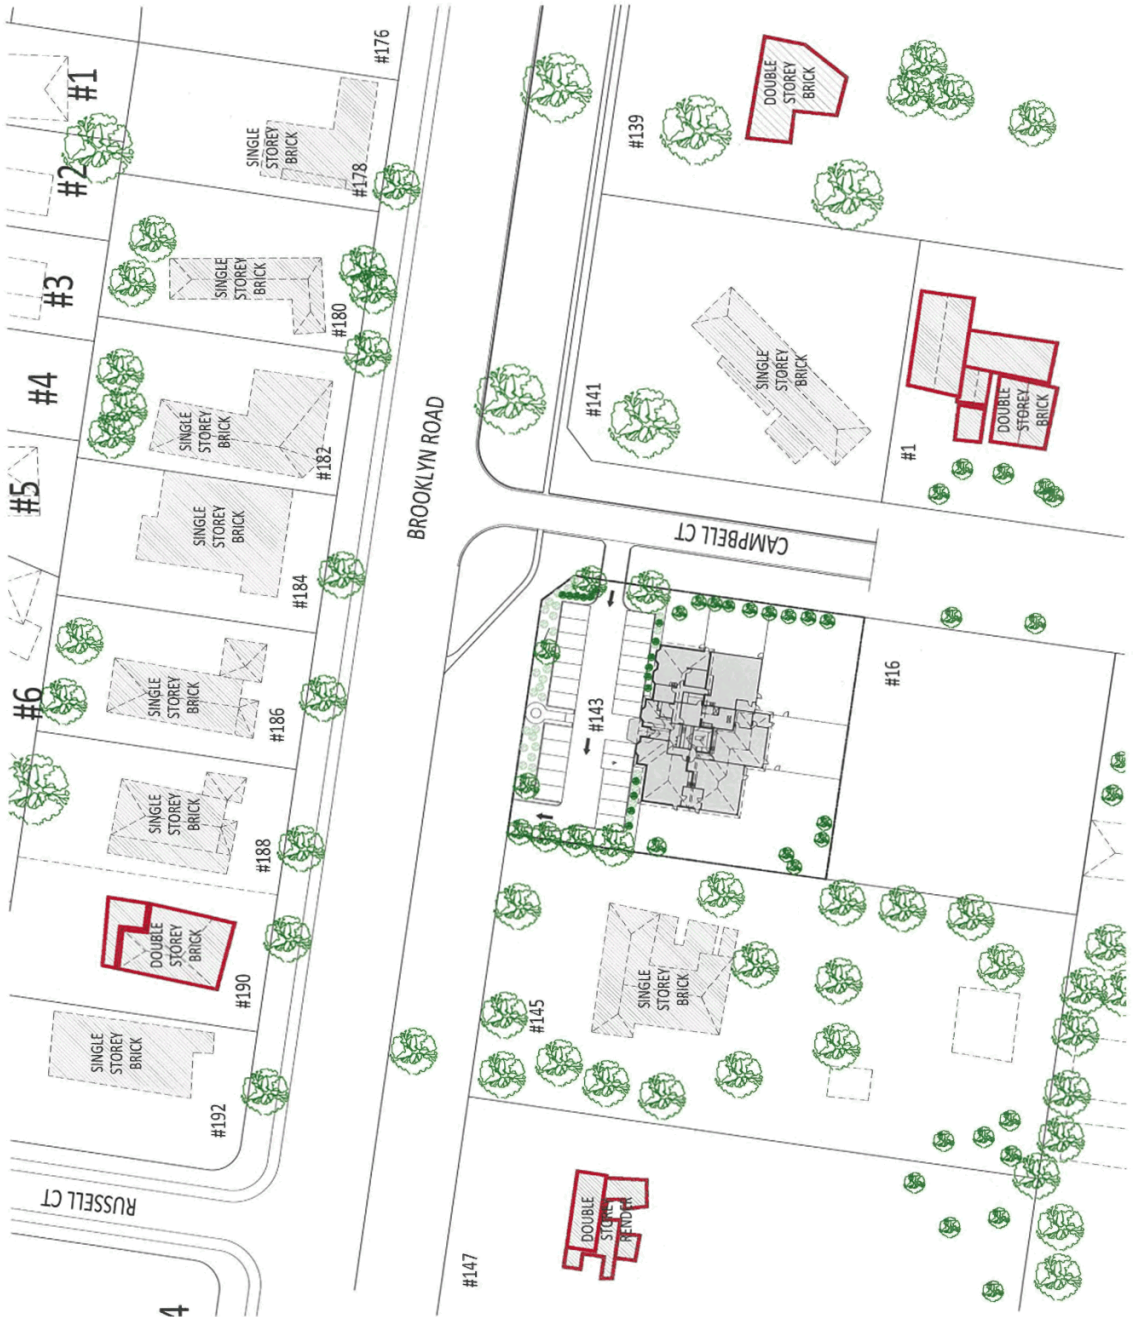 #1
#2
#3
#4
#5
#6
#176
SINGLE
STOREY
BRICK
#178
SINGLE
STOREY
BRICK
#180
SINGLE
STOREY
BRICK
#182
SINGLE
STOREY
BRICK
#184
SINGLE
STOREY
BRICK
#186
SINGLE
STOREY
BRICK
#188
DOUBLE
STOREY
BRICK
#190
SINGLE
STOREY
BRICK
#192
RUSSELL CT
4
BROOKLYN ROAD
DOUBLE
STOREY
BRICK
#139
SINGLE
STOREY
BRICK
#141
DOUBLE
STOREY
BRICK
#1
CAMPBELL CT
#143
#16
SINGLE
STOREY
BRICK
#145
DOUBLE
STOREY
RENDER
#147